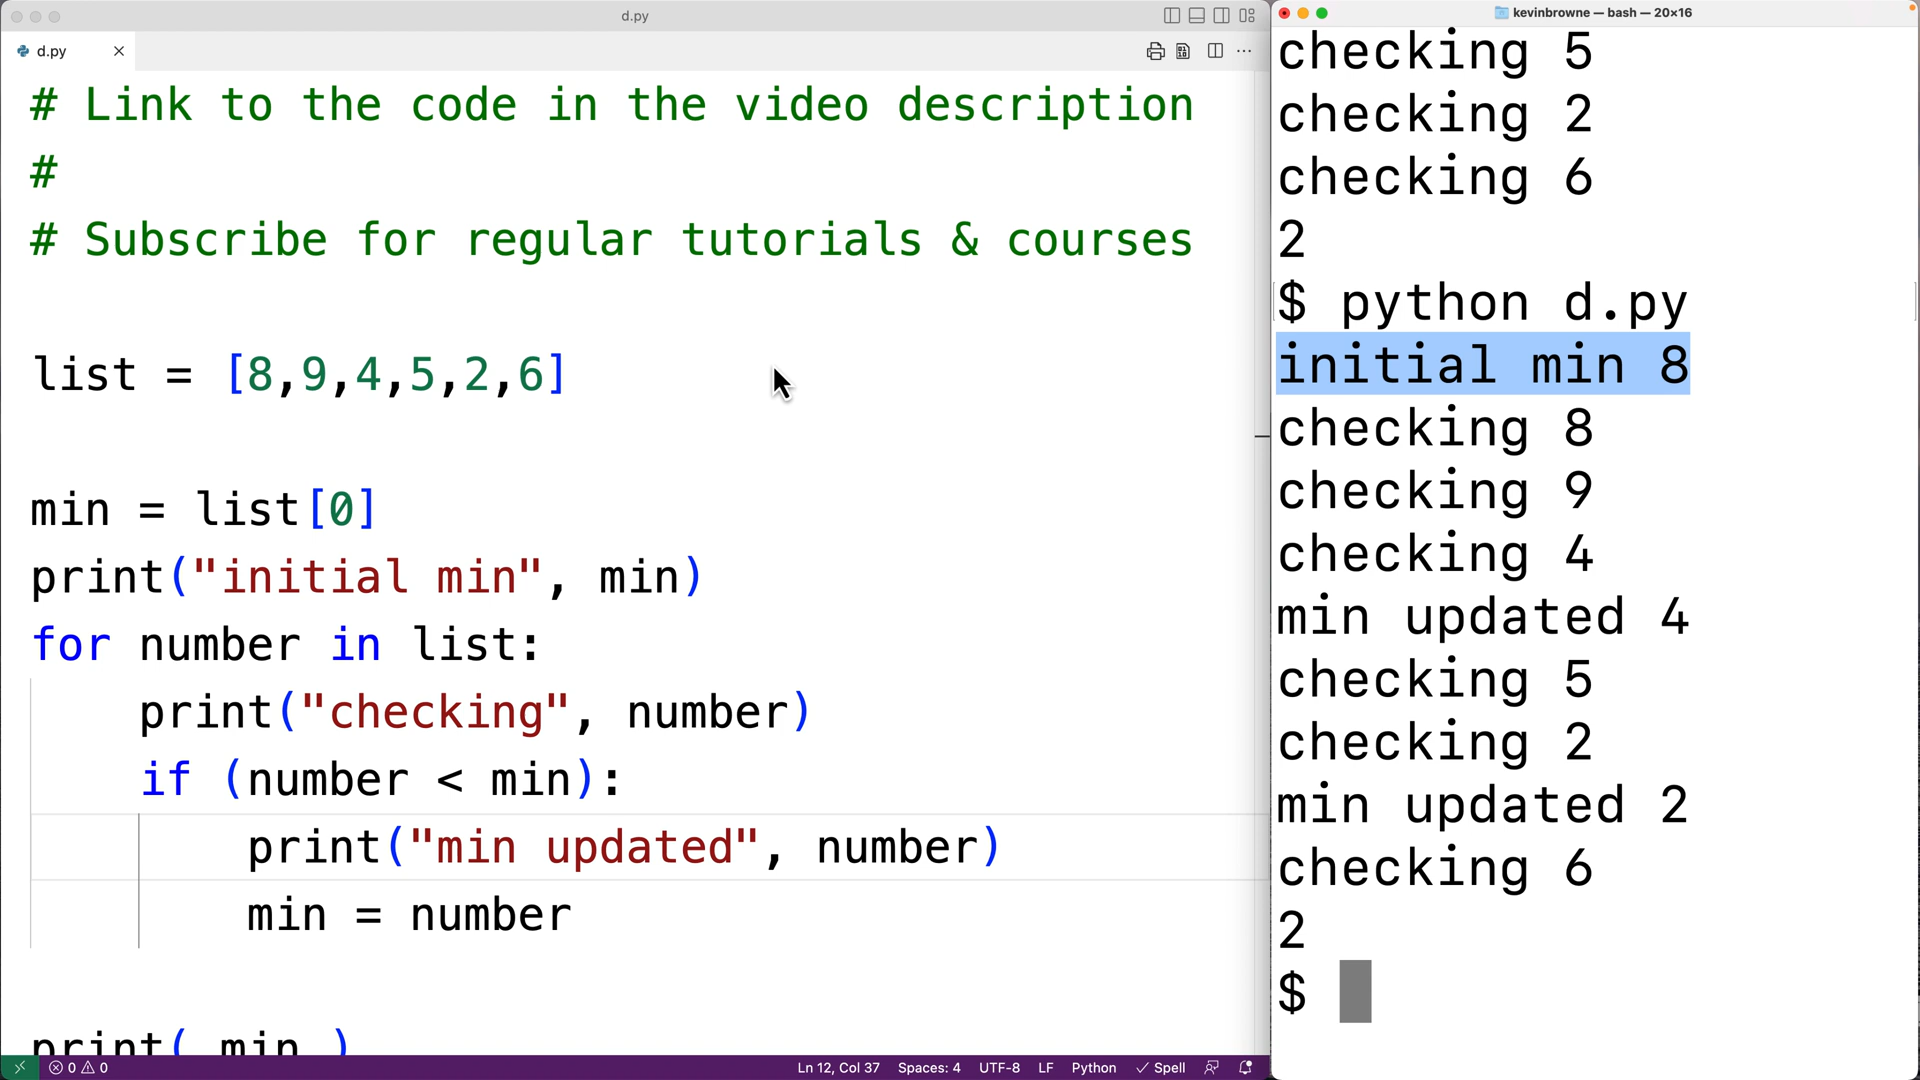 d.py
d.py
# Link to the code in the video description
#
# Subscribe for regular tutorials & courses
list = [8,9,4,5,2,6]
min = list[0]
print("initial min", min)
for number in list:
print("checking", number)
if (number < min):
print("min updated", number)
min = number
print( min )
0 0
Ln 12, Col 37 Spaces: 4 UTF-8 LF Python Spell
kevinbrowne — bash — 20×16
checking 5
checking 2
checking 6
2
$ python d.py
initial min 8
checking 8
checking 9
checking 4
min updated 4
checking 5
checking 2
min updated 2
checking 6
2
$